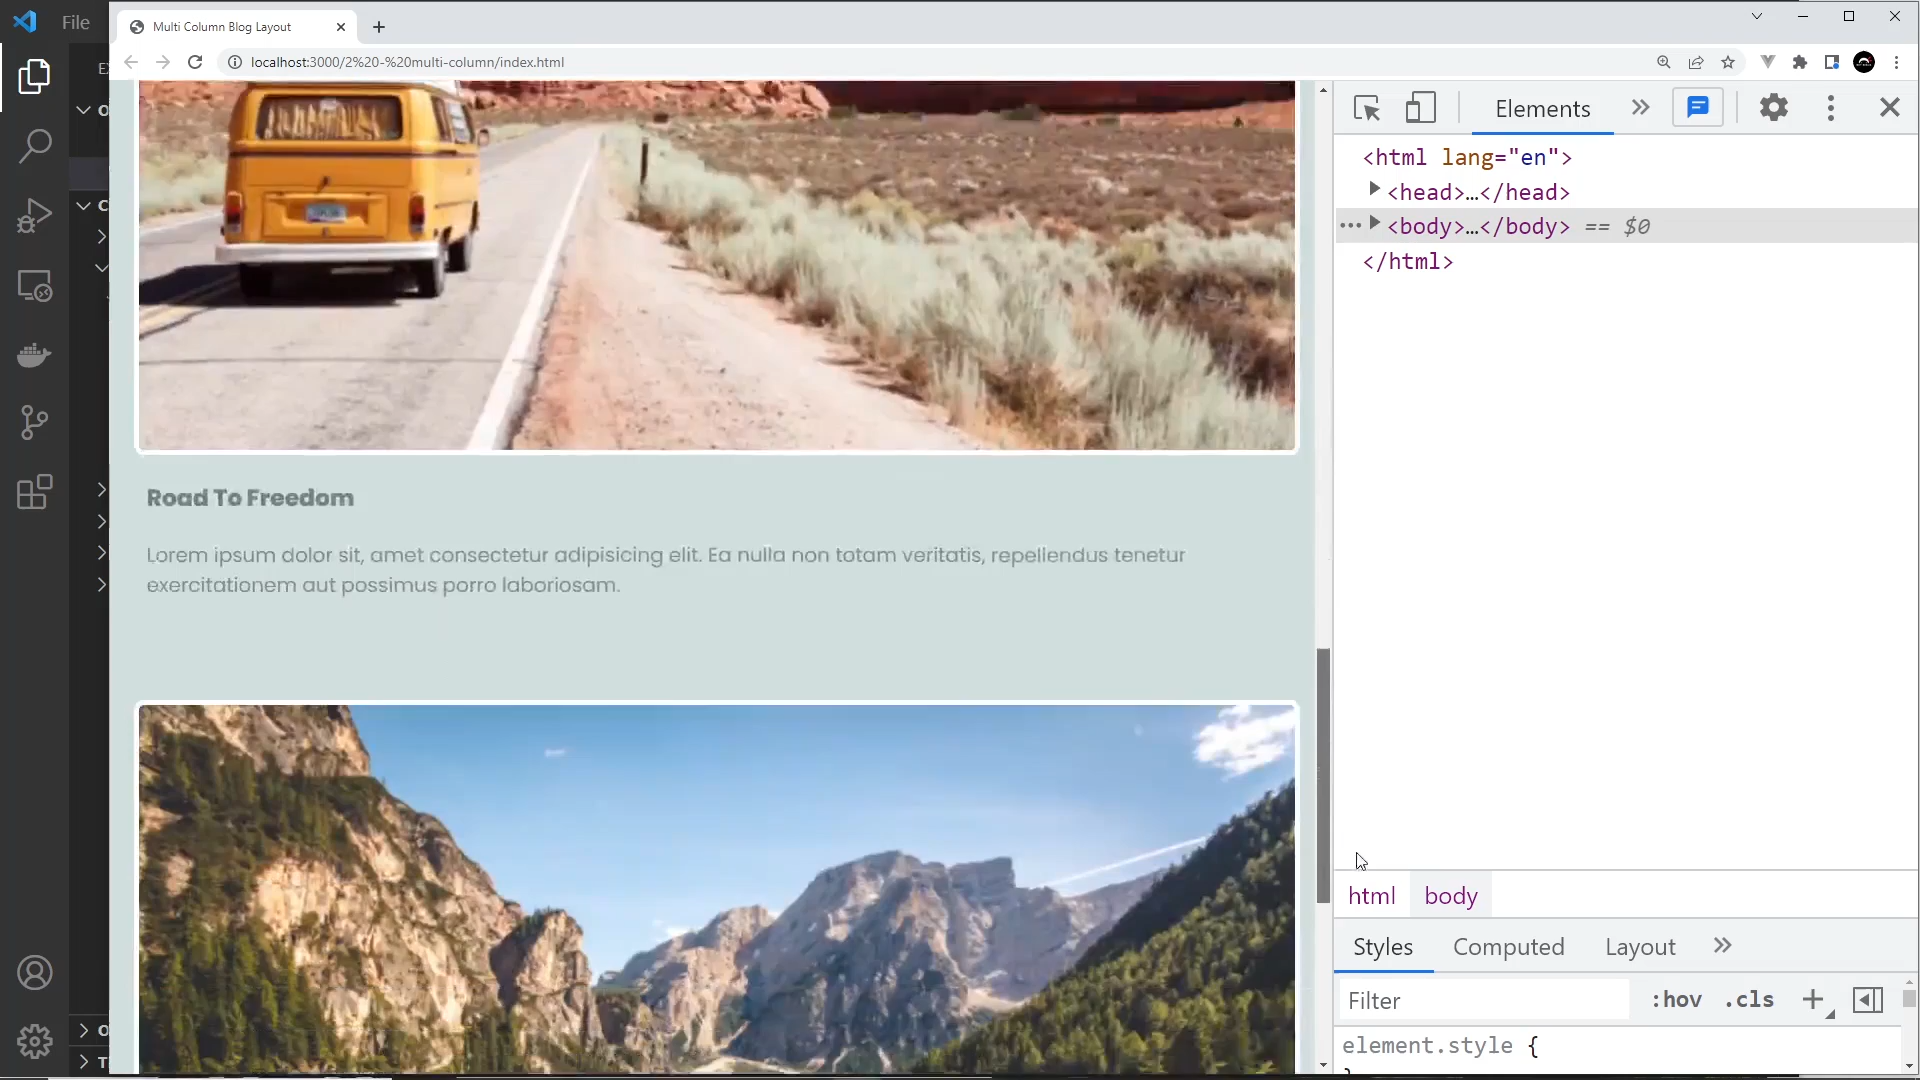 File
Multi Column Blog Layout
localhost:3000/2%20-%20multi-column/index.html
Elements
<html lang="en">
<head>…</head>
<body>…</body> == $0
</html>
Road To Freedom
Lorem ipsum dolor sit, amet consectetur adipisicing elit. Ea nulla non totam veritatis, repellendus tenetur
exercitationem aut possimus porro laboriosam.
html body
Styles Computed Layout
Filter :hov .cls
element.style {